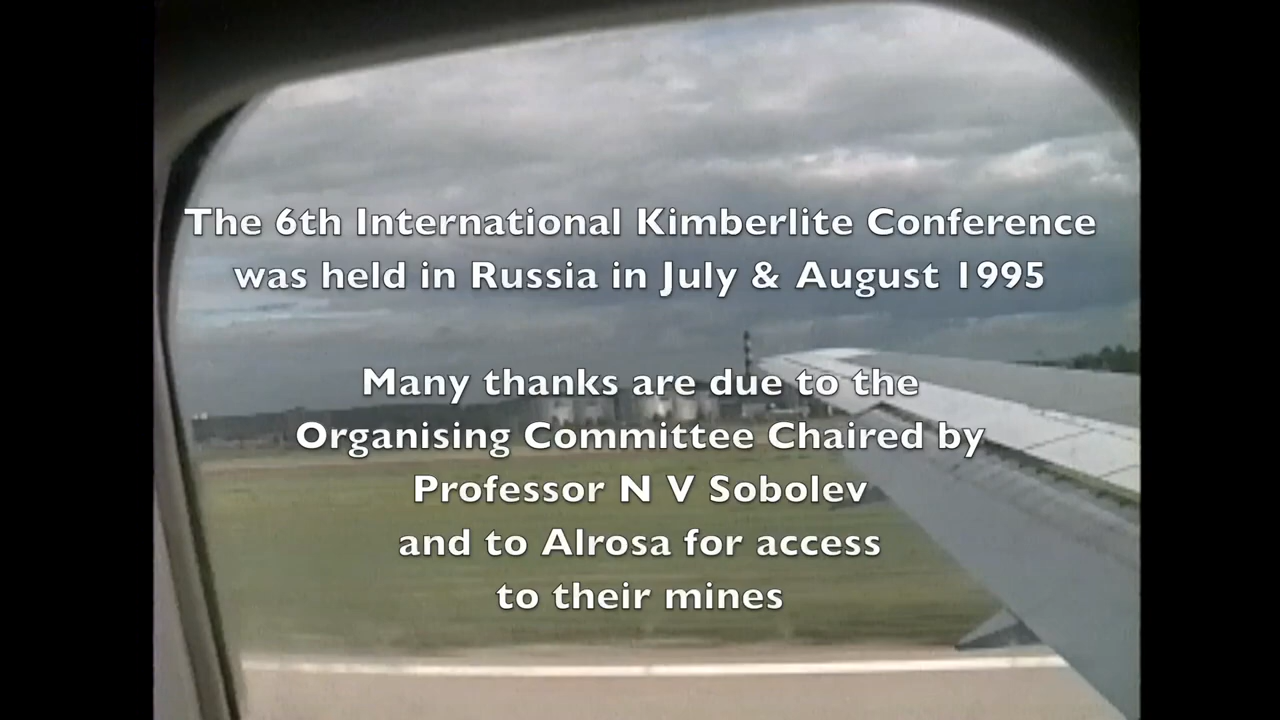 The 6th International Kimberlite Conference
was held in Russia in July & August 1995
Many thanks are due to the
Organising Committee Chaired by
Professor N V Sobolev
and to Alrosa for access
to their mines